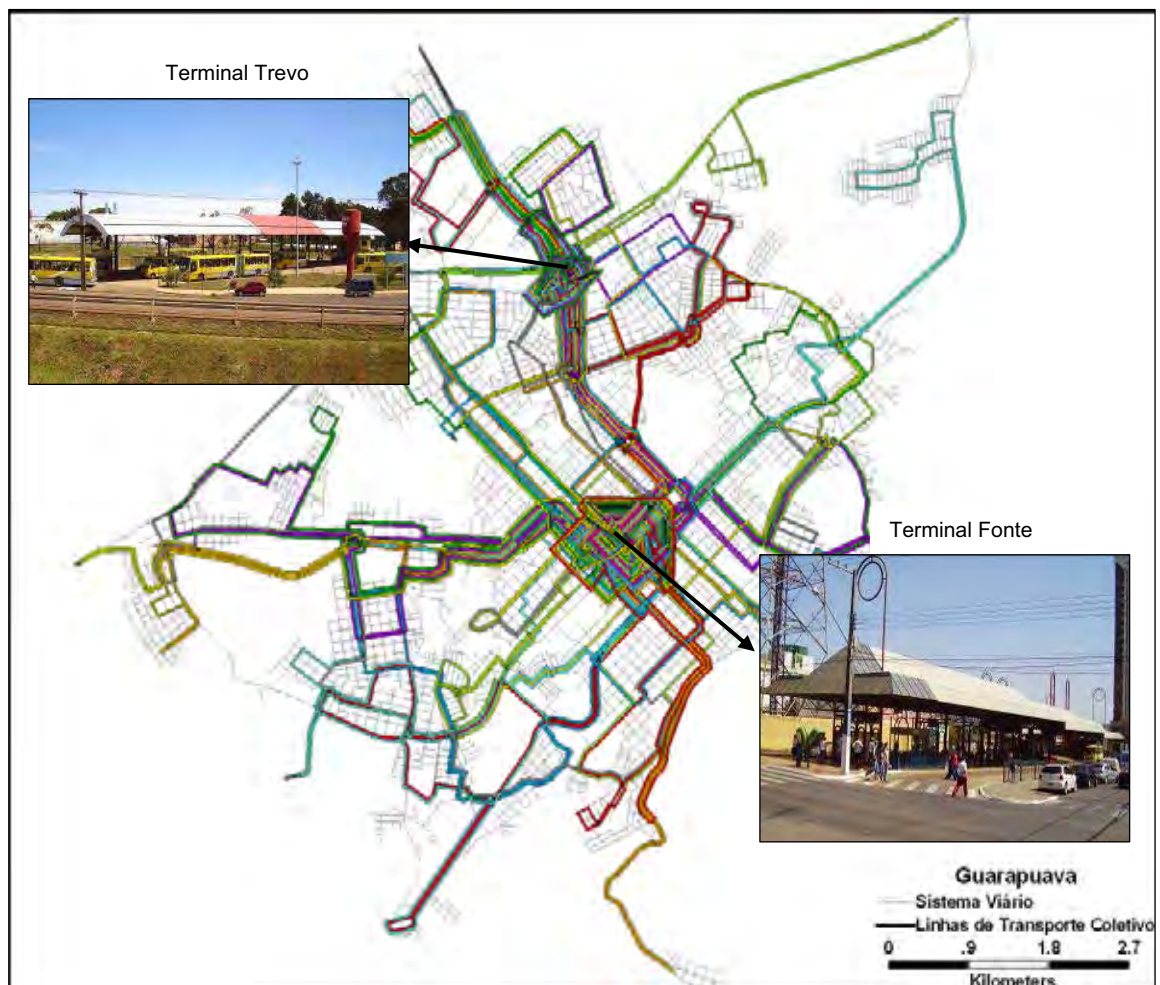 Terminal Trevo
Terminal Fonte
Guarapuava
Sistema Viário
Linhas de Transporte Coletivo
0 .9 1.8 2.7
Kilometers